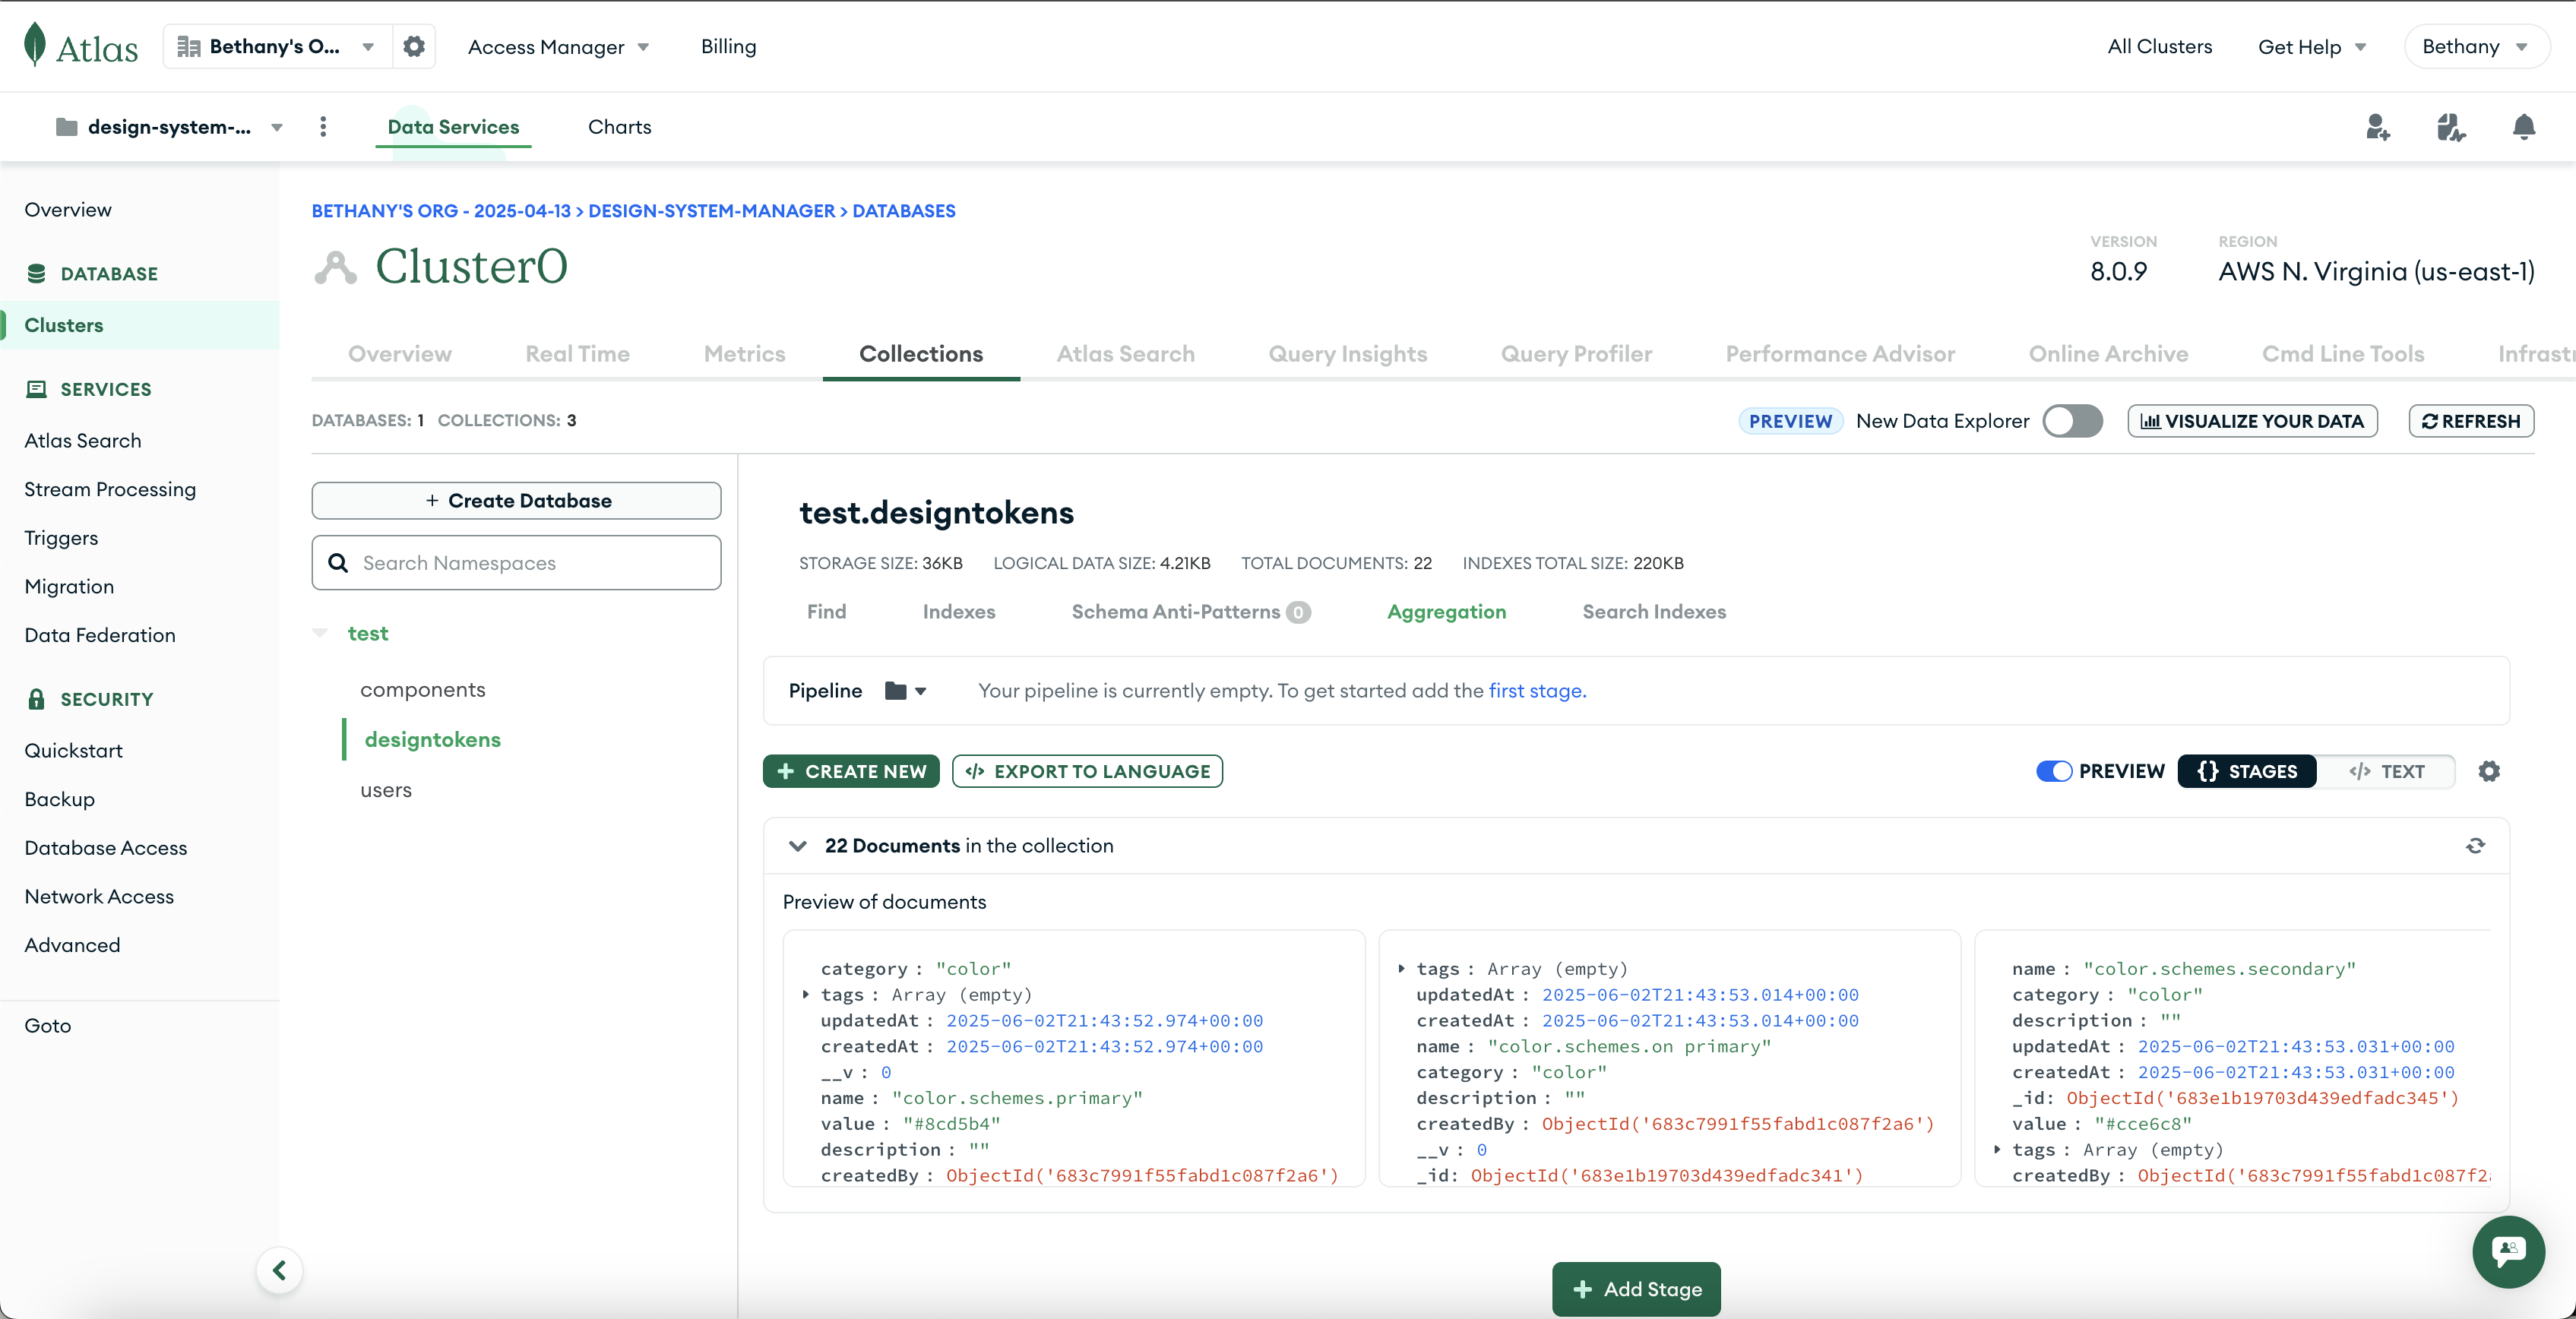 Atlas
Bethany's O...
Access Manager
Billing
All Clusters
Get Help
Bethany
design-system-...
Data Services
Charts
Overview
DATABASE
Clusters
SERVICES
Atlas Search
Stream Processing
Triggers
Migration
Data Federation
SECURITY
Quickstart
Backup
Database Access
Network Access
Advanced
Goto
BETHANY'S ORG - 2025-04-13 > DESIGN-SYSTEM-MANAGER > DATABASES
Cluster0
VERSION
8.0.9
REGION
AWS N. Virginia (us-east-1)
Overview
Real Time
Metrics
Collections
Atlas Search
Query Insights
Query Profiler
Performance Advisor
Online Archive
Cmd Line Tools
Infrast
DATABASES: 1 COLLECTIONS: 3
PREVIEW
New Data Explorer
VISUALIZE YOUR DATA
REFRESH
+ Create Database
Search Namespaces
test
components
designtokens
users
test.designtokens
STORAGE SIZE: 36KB
LOGICAL DATA SIZE: 4.21KB
TOTAL DOCUMENTS: 22
INDEXES TOTAL SIZE: 220KB
Find
Indexes
Schema Anti-Patterns 0
Aggregation
Search Indexes
Pipeline
Your pipeline is currently empty. To get started add the first stage.
+ CREATE NEW
</> EXPORT TO LANGUAGE
PREVIEW
{} STAGES
</> TEXT
22 Documents in the collection
Preview of documents
category : "color"
tags : Array (empty)
updatedAt : 2025-06-02T21:43:52.974+00:00
createdAt : 2025-06-02T21:43:52.974+00:00
__v : 0
name : "color.schemes.primary"
value : "#8cd5b4"
description : ""
createdBy : ObjectId('683c7991f55fabd1c087f2a6')
tags : Array (empty)
updatedAt : 2025-06-02T21:43:53.014+00:00
createdAt : 2025-06-02T21:43:53.014+00:00
name : "color.schemes.on primary"
category : "color"
description : ""
createdBy : ObjectId('683c7991f55fabd1c087f2a6')
__v : 0
_id: ObjectId('683e1b19703d439edfadc341')
name : "color.schemes.secondary"
category : "color"
description : ""
updatedAt : 2025-06-02T21:43:53.031+00:00
createdAt : 2025-06-02T21:43:53.031+00:00
_id: ObjectId('683e1b19703d439edfadc345')
value : "#cce6c8"
tags : Array (empty)
createdBy : ObjectId('683c7991f55fabd1c087f2
+ Add Stage